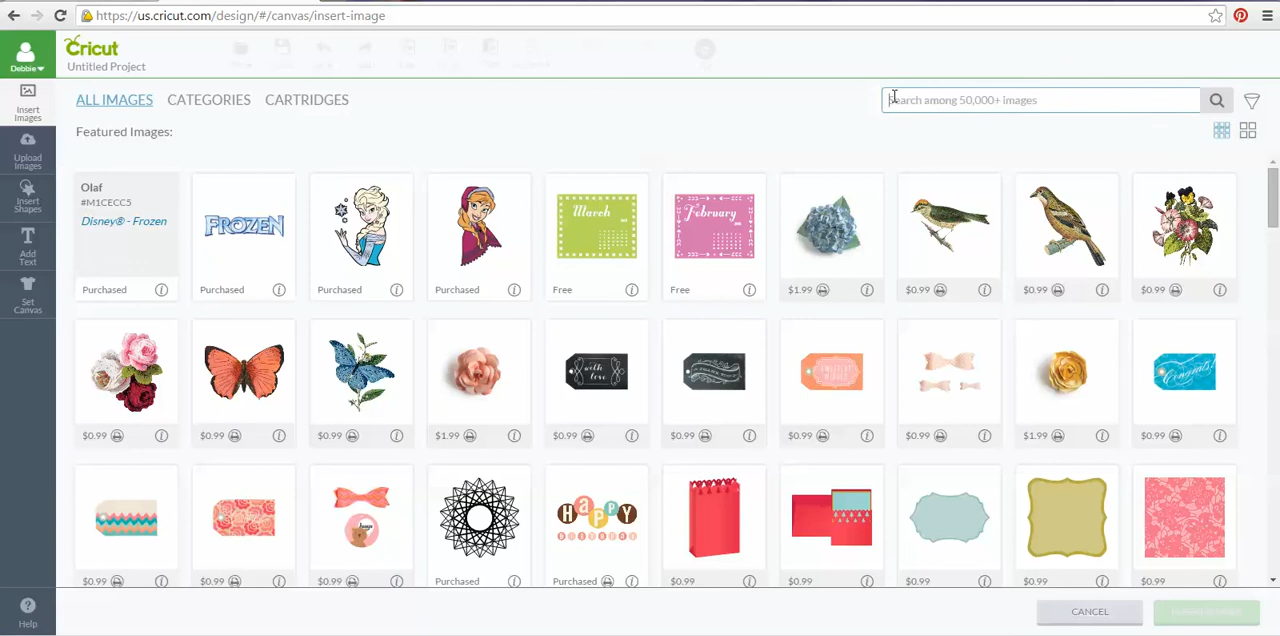 https://us.cricut.com/design/#/canvas/insert-image
Debbie
Cricut
Untitled Project
Insert
Images
Upload
Images
Insert
Shapes
Add
Text
Set
Canvas
Help
ALL IMAGES CATEGORIES CARTRIDGES
Search among 50,000+ images
Featured Images:
Olaf
#M1CECC5
Disney® - Frozen
FROZEN
March
February
Purchased Purchased Purchased Purchased Free Free $1.99 $0.99 $0.99 $0.99
with
love
Congrats!
$0.99 $0.99 $0.99 $1.99 $0.99 $0.99 $0.99 $0.99 $1.99 $0.99
HAPPY
$0.99 $0.99 $0.99 Purchased Purchased $0.99 $0.99 $0.99 $0.99 $0.99
CANCEL